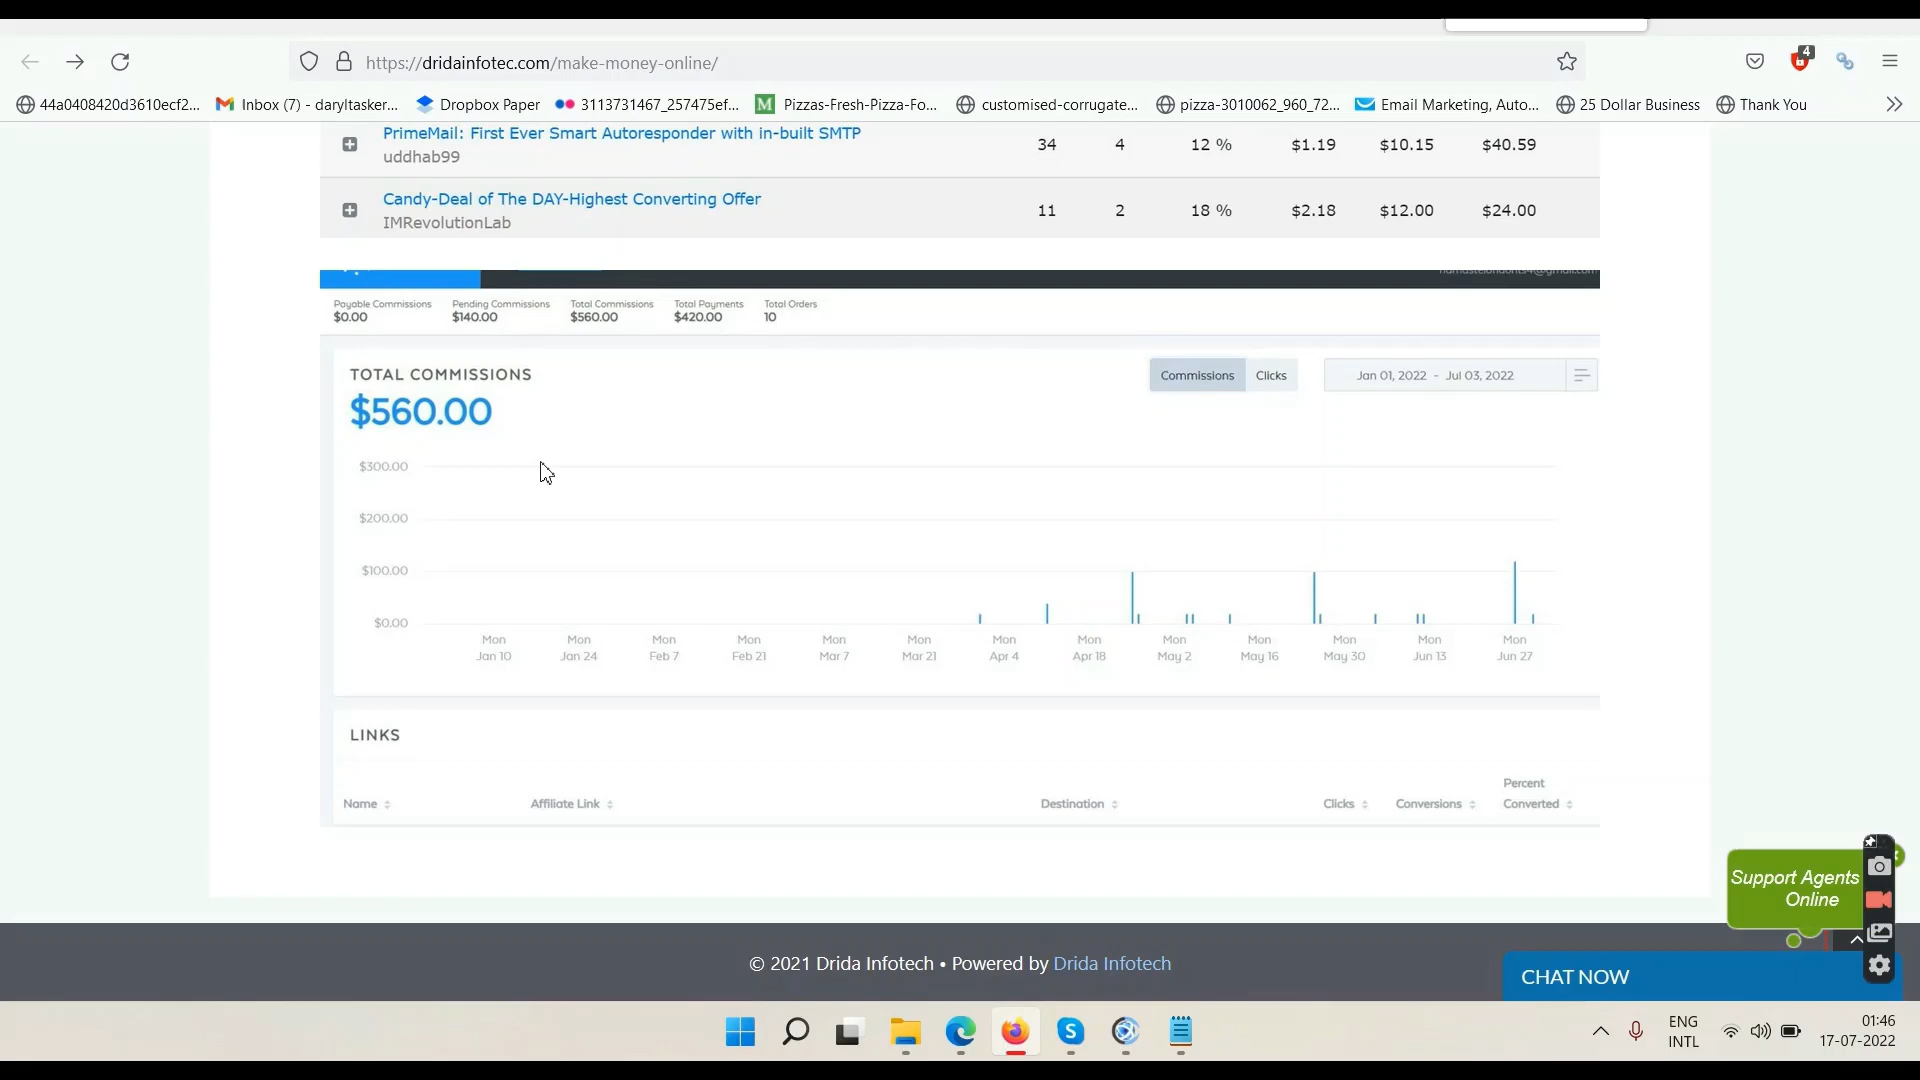 https://dridainfotec.com/make-money-online/
4
44a0408420d3610ecf2... Inbox (7) - daryltasker... Dropbox Paper 3113731467_257475ef... Pizzas-Fresh-Pizza-Fo... customised-corrugate... pizza-3010062_960_72... Email Marketing, Auto... 25 Dollar Business Thank You
PrimeMail: First Ever Smart Autoresponder with in-built SMTP
uddhab99
34 4 12 % $1.19 $10.15 $40.59
Candy-Deal of The DAY-Highest Converting Offer
IMRevolutionLab
11 2 18 % $2.18 $12.00 $24.00
Payable Commissions Pending Commissions Total Commissions Total Payments Total Orders
$0.00 $140.00 $560.00 $420.00 10
TOTAL COMMISSIONS
$560.00
Commissions Clicks Jan 01, 2022 - Jul 03, 2022
$300.00
$200.00
$100.00
$0.00
Mon Mon Mon Mon Mon Mon Mon Mon Mon Mon Mon Mon Mon
Jan 10 Jan 24 Feb 7 Feb 21 Mar 7 Mar 21 Apr 4 Apr 18 May 2 May 16 May 30 Jun 13 Jun 27
LINKS
Name Affiliate Link Destination Clicks Conversions Percent
Converted
Support Agents
Online
© 2021 Drida Infotech • Powered by Drida Infotech
CHAT NOW
ENG
INTL
01:46
17-07-2022